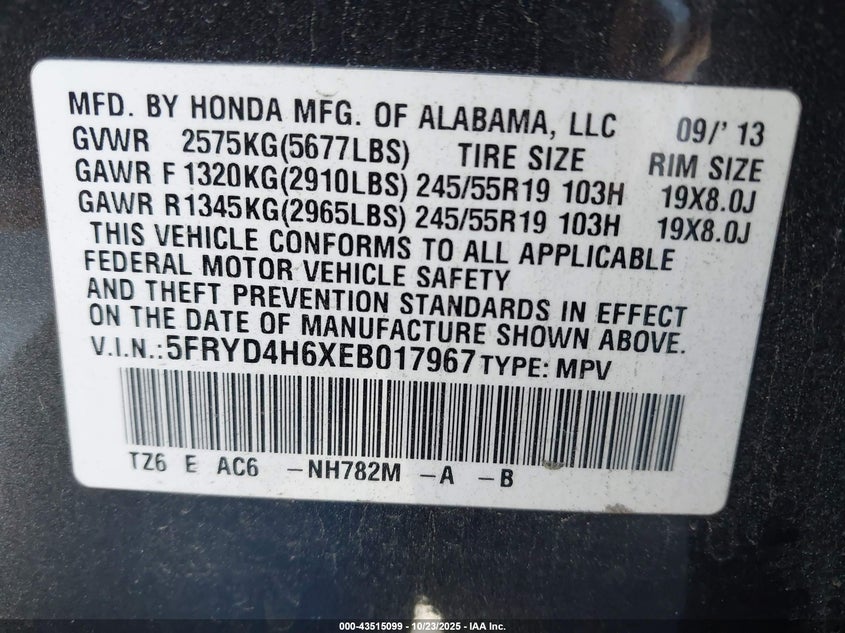 MFD. BY HONDA MFG. OF ALABAMA, LLC 09/' 13
GVWR 2575KG(5677LBS) TIRE SIZE RIM SIZE
GAWR F 1320KG(2910LBS) 245/55R19 103H 19X8.0J
GAWR R 1345KG(2965LBS) 245/55R19 103H 19X8.0J
THIS VEHICLE CONFORMS TO ALL APPLICABLE
FEDERAL MOTOR VEHICLE SAFETY
AND THEFT PREVENTION STANDARDS IN EFFECT
ON THE DATE OF MANUFACTURE SHOWN ABOVE.
V.I.N.: 5FRYD4H6XEB017967 TYPE: MPV
TZ6 E AC6 -NH782M -A -B
000-43515099 - 10/23/2025 - IAA Inc.